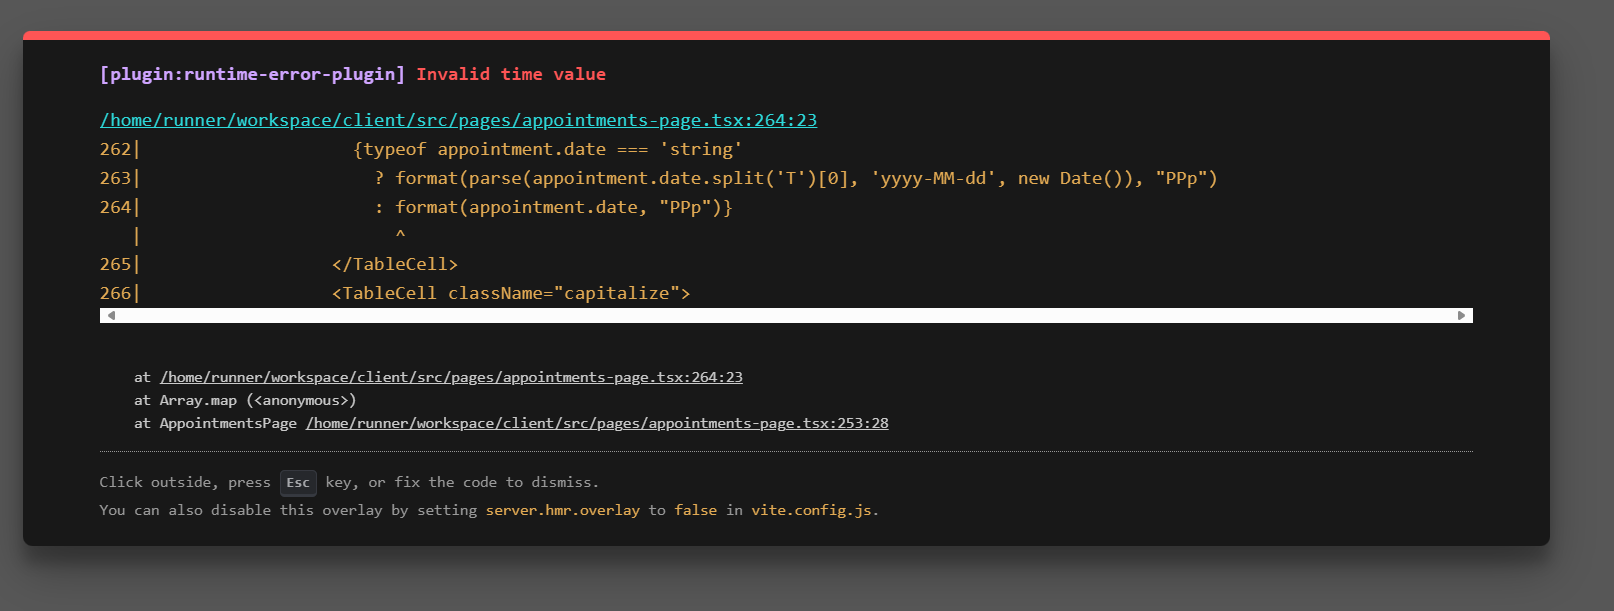 [plugin:runtime-error-plugin] Invalid time value
/home/runner/workspace/client/src/pages/appointments-page.tsx:264:23
262|                    {typeof appointment.date === 'string'
263|                      ? format(parse(appointment.date.split('T')[0], 'yyyy-MM-dd', new Date()), "PPp")
264|                      : format(appointment.date, "PPp")}
   |                        ^
265|                  </TableCell>
266|                  <TableCell className="capitalize">
at /home/runner/workspace/client/src/pages/appointments-page.tsx:264:23
at Array.map (<anonymous>)
at AppointmentsPage /home/runner/workspace/client/src/pages/appointments-page.tsx:253:28
Click outside, press Esc key, or fix the code to dismiss.
You can also disable this overlay by setting server.hmr.overlay to false in vite.config.js.